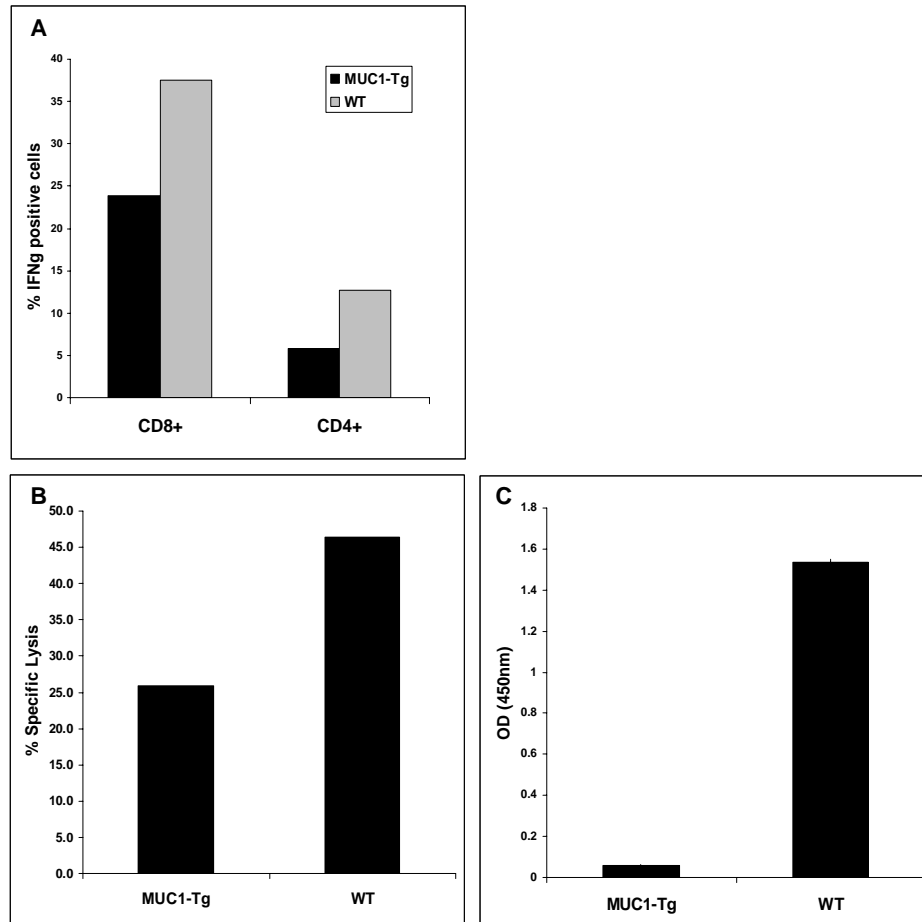 A
MUC1-Tg
WT
% IFNg positive cells
40
35
30
25
20
15
10
5
0
CD8+
CD4+
B
% Specific Lysis
50.0
45.0
40.0
35.0
30.0
25.0
20.0
15.0
10.0
5.0
0.0
MUC1-Tg
WT
C
OD (450nm)
1.8
1.6
1.4
1.2
1
0.8
0.6
0.4
0.2
0
MUC1-Tg
WT